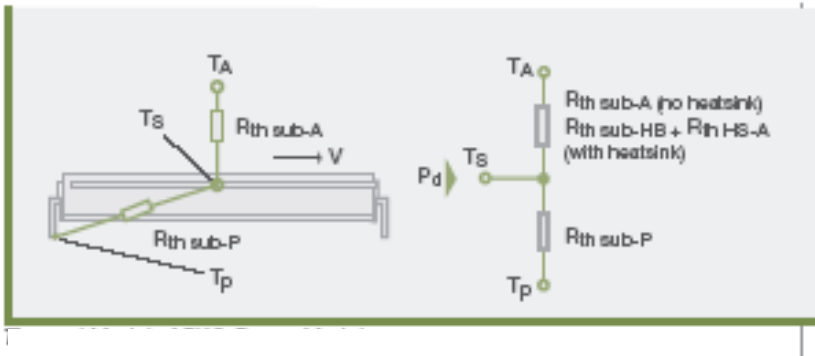 TA
TS
Rth sub-A
V
Rth sub-P
TP
TA
Rth sub-A (no heatsink)
Rth sub-HB + Rth HS-A
(with heatsink)
Pd
TS
Rth sub-P
TP